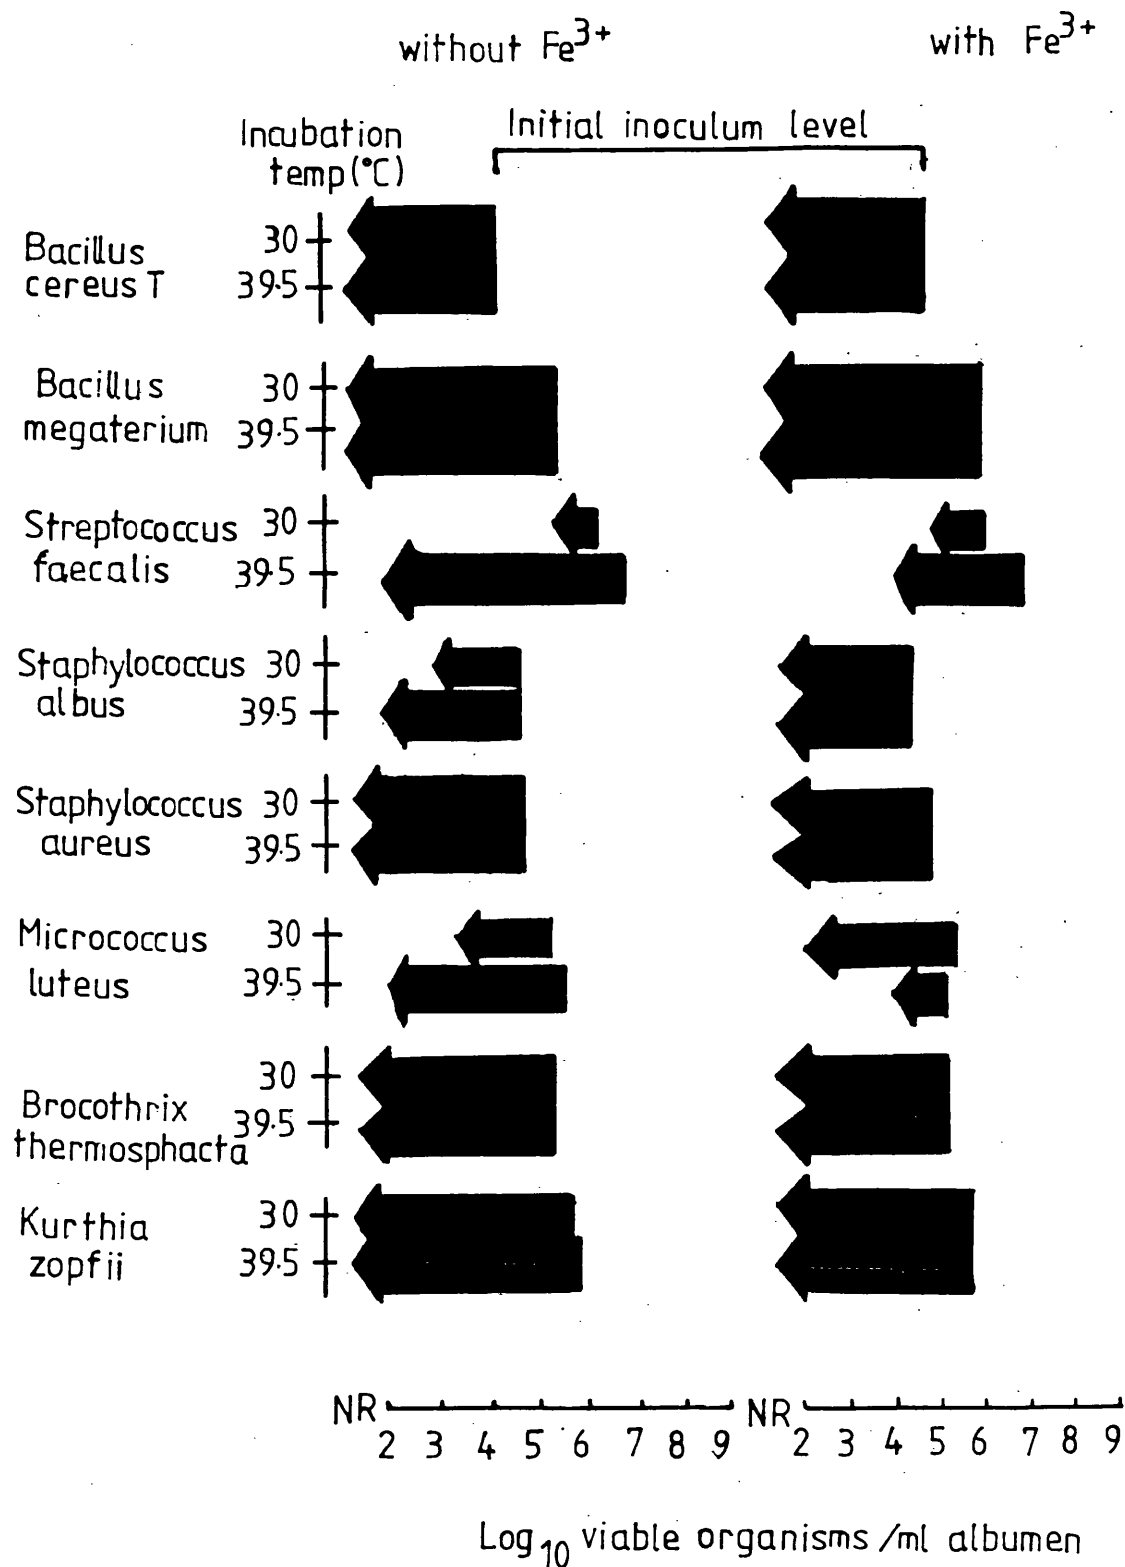 without Fe3+
with Fe3+
Incubation
temp(°C)
Initial inoculum level
Bacillus
cereus T
30
39.5
Bacillus
megaterium
30
39.5
Streptococcus
faecalis
30
39.5
Staphylococcus
albus
30
39.5
Staphylococcus
aureus
30
39.5
Micrococcus
luteus
30
39.5
Brocothrix
thermosphacta
30
39.5
Kurthia
zopfii
30
39.5
NR 2 3 4 5 6 7 8 9
NR 2 3 4 5 6 7 8 9
Log10 viable organisms /ml albumen